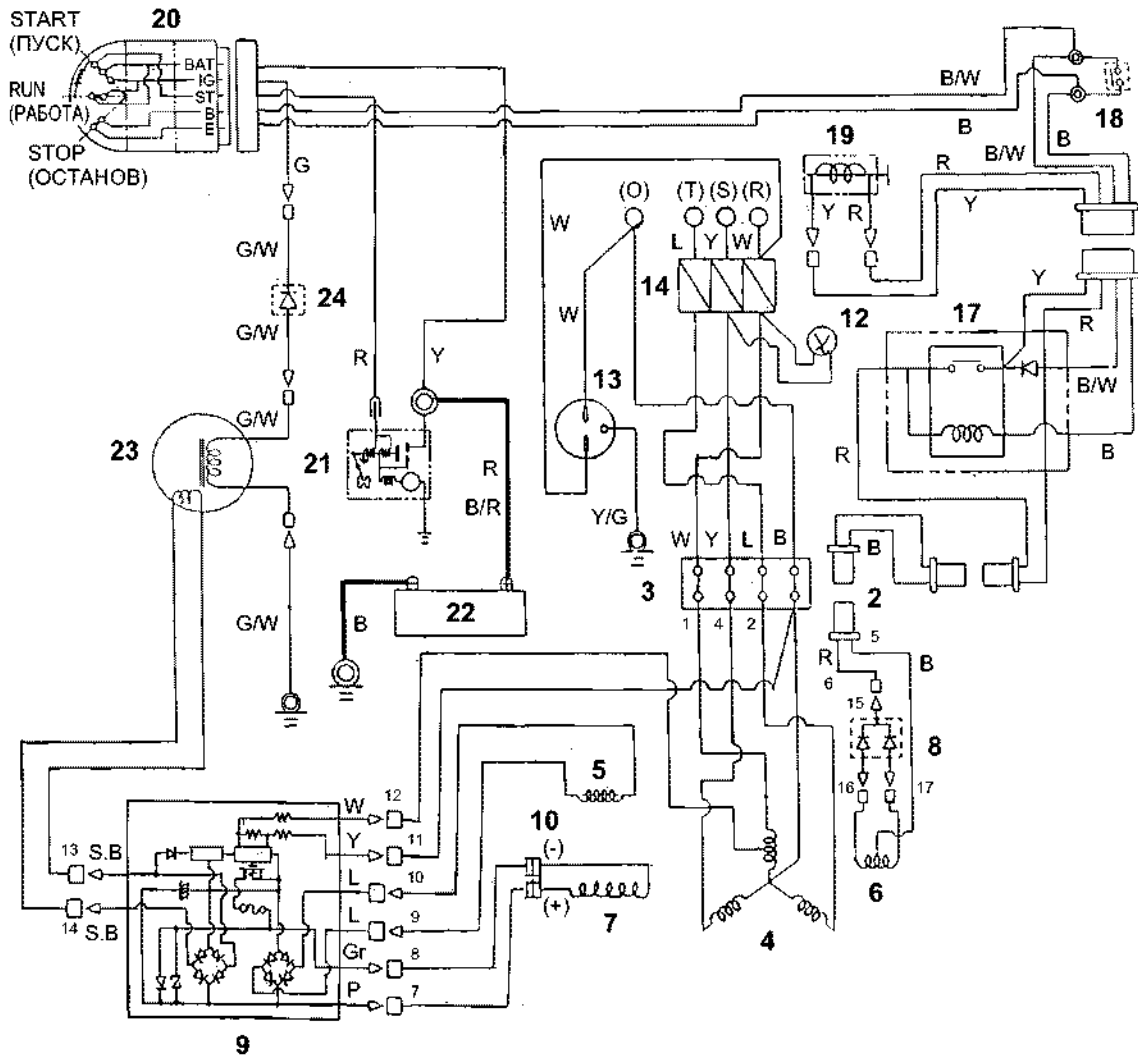 START
(ПУСК)
20
BAT
IG
RUN
(РАБОТА)
ST
B
E
STOP
(ОСТАНОВ)
B/W
18
B
B
B/W
19
R
Y
Y
R
G
W
(O)
(T)
(S)
(R)
L
Y
W
14
G/W
24
G/W
W
12
Y
17
R
B/W
R
Y
13
G/W
23
21
R
B/R
R
B
Y/G
W
Y
L
B
B
3
2
1
4
2
5
22
B
G/W
R
6
B
15
8
16
17
5
W
12
10
Y
11
(-)
13
S.B
L
10
(+)
7
6
L
9
4
14
S.B
Gr
8
P
7
9